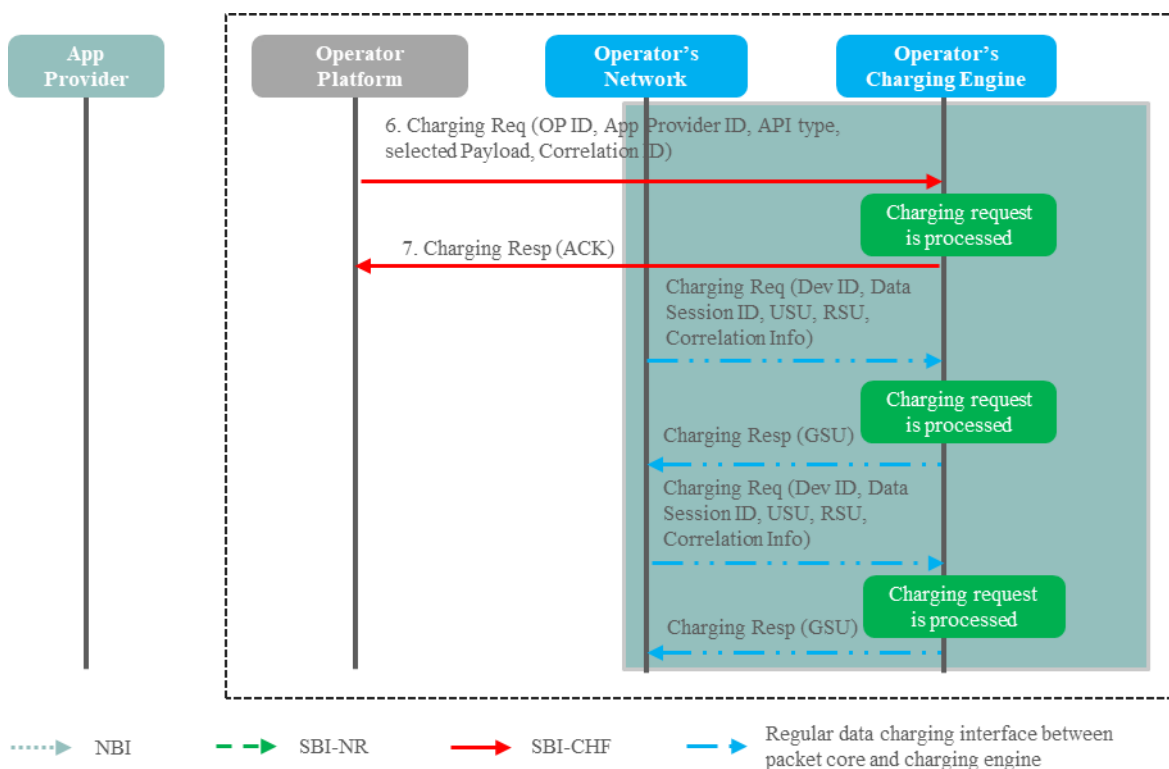 App
Provider
Operator
Platform
Operator's
Network
Operator's
Charging Engine
6. Charging Req (OP ID, App Provider ID, API type,
selected Payload, Correlation ID)
Charging request
is processed
7. Charging Resp (ACK)
Charging Req (Dev ID, Data
Session ID, USU, RSU,
Correlation Info)
Charging request
is processed
Charging Resp (GSU)
Charging Req (Dev ID, Data
Session ID, USU, RSU,
Correlation Info)
Charging request
is processed
Charging Resp (GSU)
NBI
SBI-NR
SBI-CHF
Regular data charging interface between
packet core and charging engine